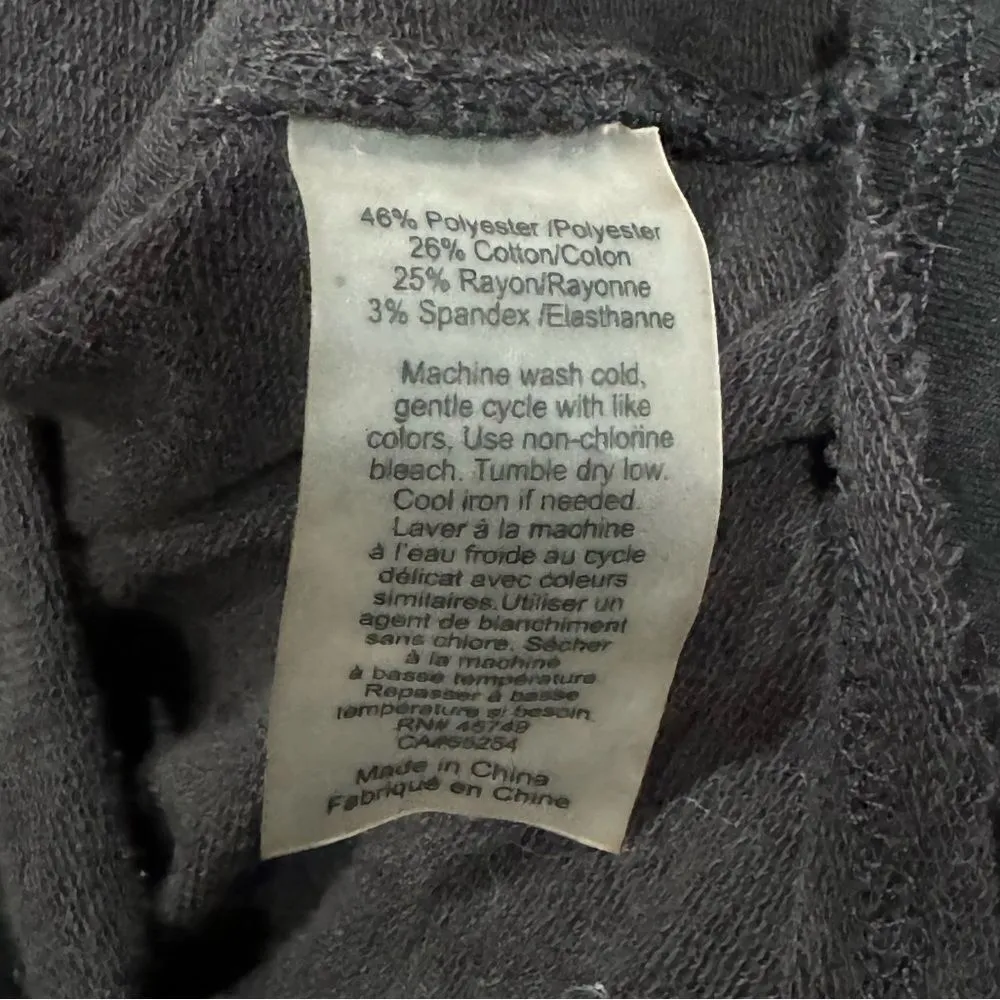 46% Polyester /Polyester
26% Cotton/Colon
25% Rayon/Rayonne
3% Spandex /Elasthanne
Machine wash cold,
gentle cycle with like
colors, Use non-chlorine
bleach. Tumble dry low.
Cool iron if needed.
Laver à la machine
à l'eau froide au cycle
délicat avec coleurs
similaires.Utiliser un
agent de blanchiment
sans chlore. Sécher
à la machine
à basse température.
Repasser à basse
température si besoin.
RN# 46749
CA#55254
Made in China
Fabriqué en Chine